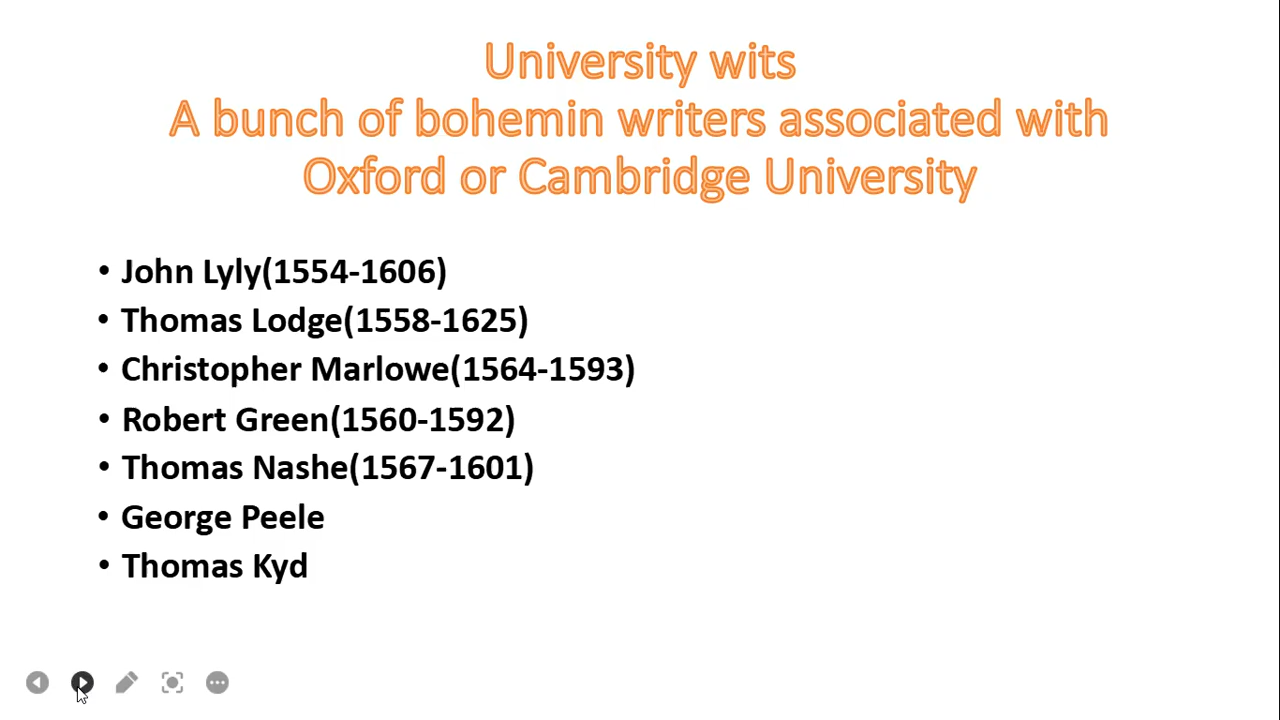 University wits
A bunch of bohemin writers associated with
Oxford or Cambridge University
• John Lyly(1554-1606)
• Thomas Lodge(1558-1625)
• Christopher Marlowe(1564-1593)
• Robert Green(1560-1592)
• Thomas Nashe(1567-1601)
• George Peele
• Thomas Kyd